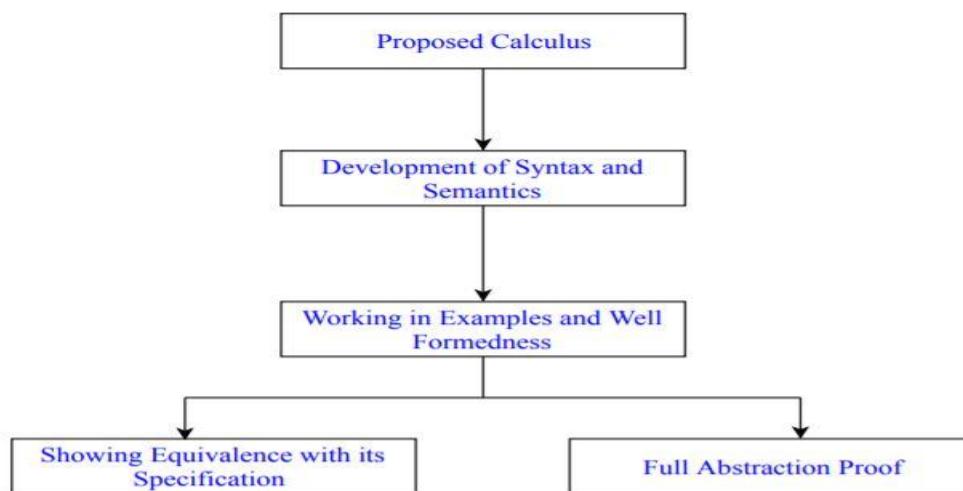 Proposed Calculus
Development of Syntax and
Semantics
Working in Examples and Well
Formedness
Showing Equivalence with its
Specification
Full Abstraction Proof